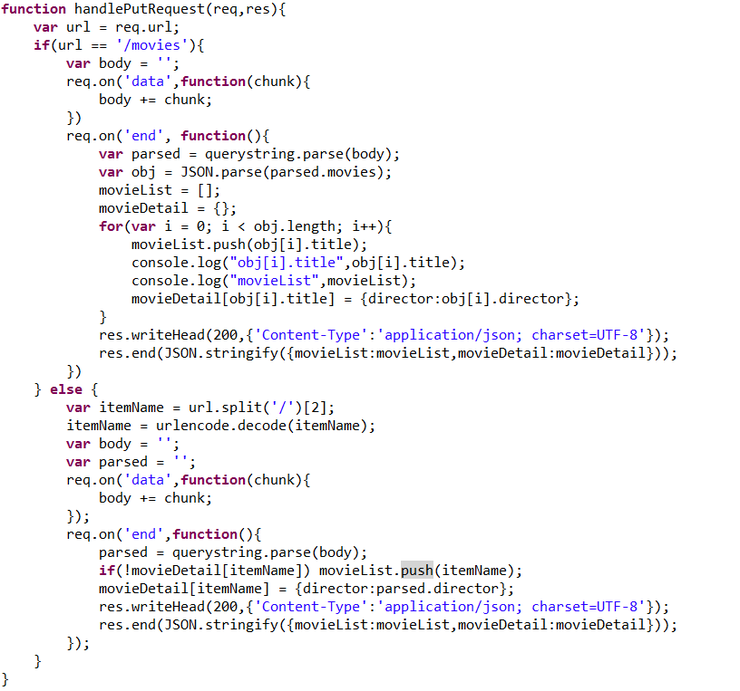 function handlePutRequest(req,res){
    var url = req.url;
    if(url == '/movies'){
        var body = '';
        req.on('data',function(chunk){
            body += chunk;
        })
        req.on('end', function(){
            var parsed = querystring.parse(body);
            var obj = JSON.parse(parsed.movies);
            movieList = [];
            movieDetail = {};
            for(var i = 0; i < obj.length; i++){
                movieList.push(obj[i].title);
                console.log("obj[i].title",obj[i].title);
                console.log("movieList",movieList);
                movieDetail[obj[i].title] = {director:obj[i].director};
            }
            res.writeHead(200,{'Content-Type':'application/json; charset=UTF-8'});
            res.end(JSON.stringify({movieList:movieList,movieDetail:movieDetail}));
        })
    } else {
        var itemName = url.split('/')[2];
        itemName = urlencode.decode(itemName);
        var body = '';
        var parsed = '';
        req.on('data',function(chunk){
            body += chunk;
        });
        req.on('end',function(){
            parsed = querystring.parse(body);
            if(!movieDetail[itemName]) movieList.push(itemName);
            movieDetail[itemName] = {director:parsed.director};
            res.writeHead(200,{'Content-Type':'application/json; charset=UTF-8'});
            res.end(JSON.stringify({movieList:movieList,movieDetail:movieDetail}));
        });
    }
}